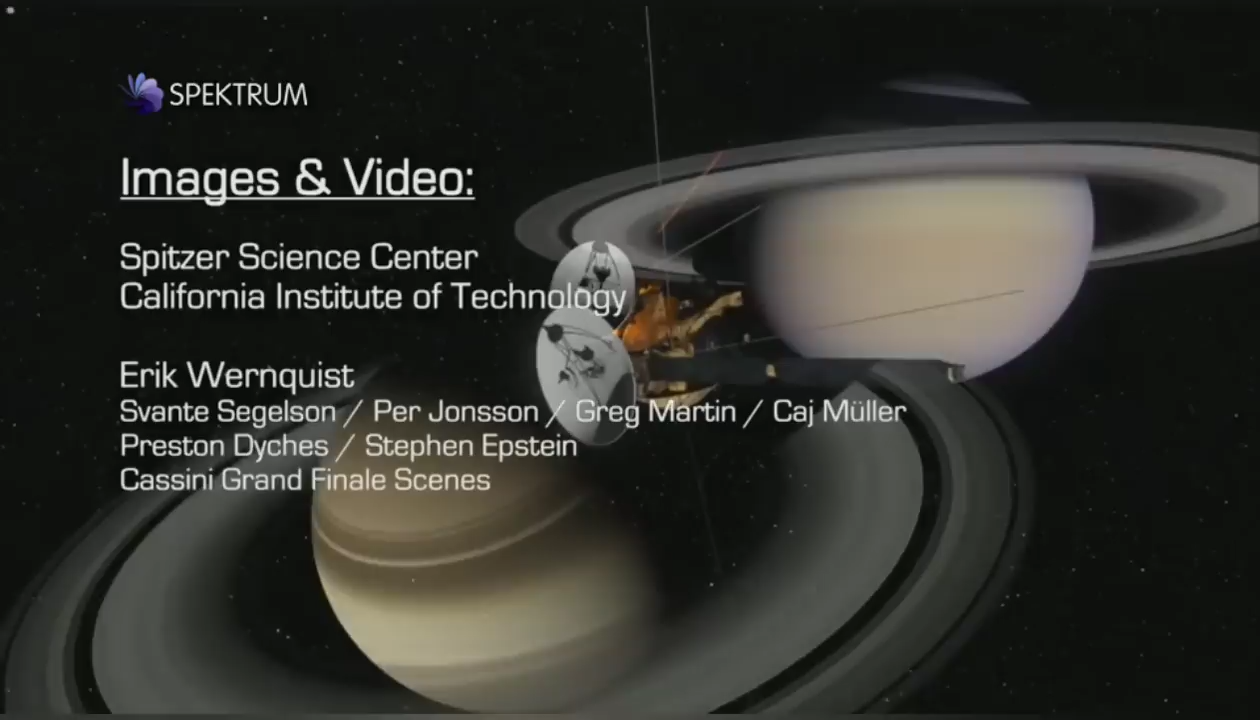 SPEKTRUM
Images & Video:
Spitzer Science Center
California Institute of Technology
Erik Wernquist
Svante Segelson / Per Jonsson / Greg Martin / Caj Müller
Preston Dyches / Stephen Epstein
Cassini Grand Finale Scenes